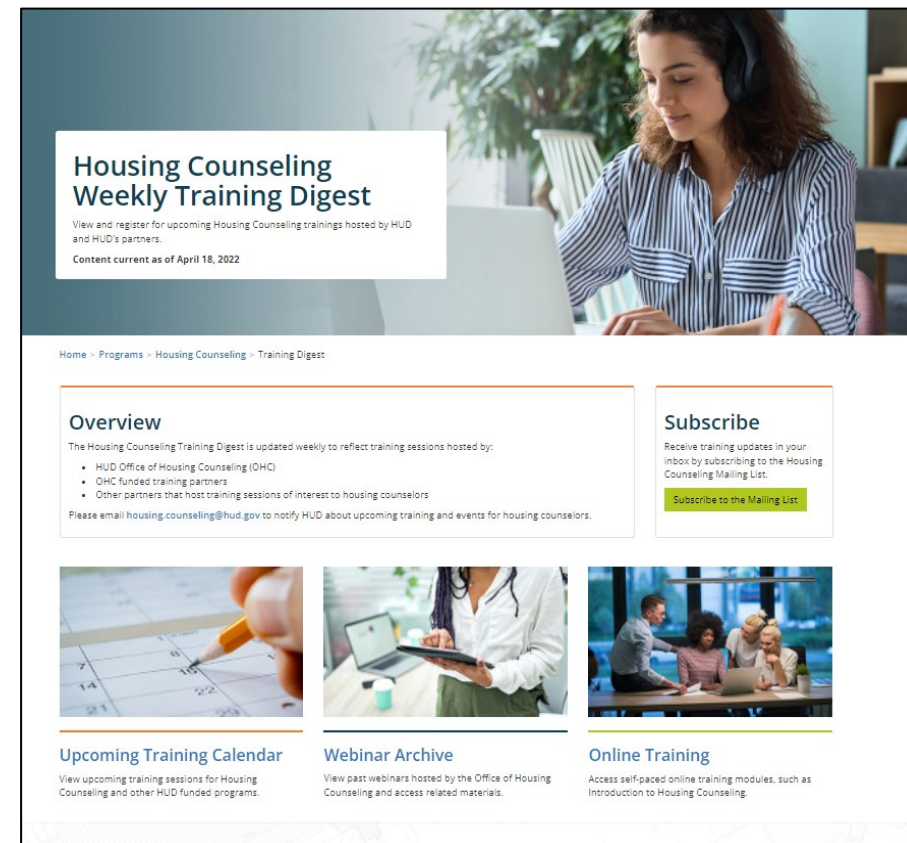 Housing Counseling
Weekly Training Digest
View and register for upcoming Housing Counseling trainings hosted by HUD
and HUD's partners.
Content current as of April 18, 2022
Home > Programs > Housing Counseling > Training Digest
Overview
The Housing Counseling Training Digest is updated weekly to reflect training sessions hosted by:
• HUD Office of Housing Counseling (OHC)
• OHC funded training partners
• Other partners that host training sessions of interest to housing counselors
Please email housing.counseling@hud.gov to notify HUD about upcoming training and events for housing counselors.
Subscribe
Receive training updates in your
inbox by subscribing to the Housing
Counseling Mailing List.
Subscribe to the Mailing List
7
8
14
15
21
22
29
Upcoming Training Calendar
View upcoming training sessions for Housing
Counseling and other HUD funded programs.
Webinar Archive
View past webinars hosted by the Office of Housing
Counseling and access related materials.
Online Training
Access self-paced online training modules, such as
Introduction to Housing Counseling.